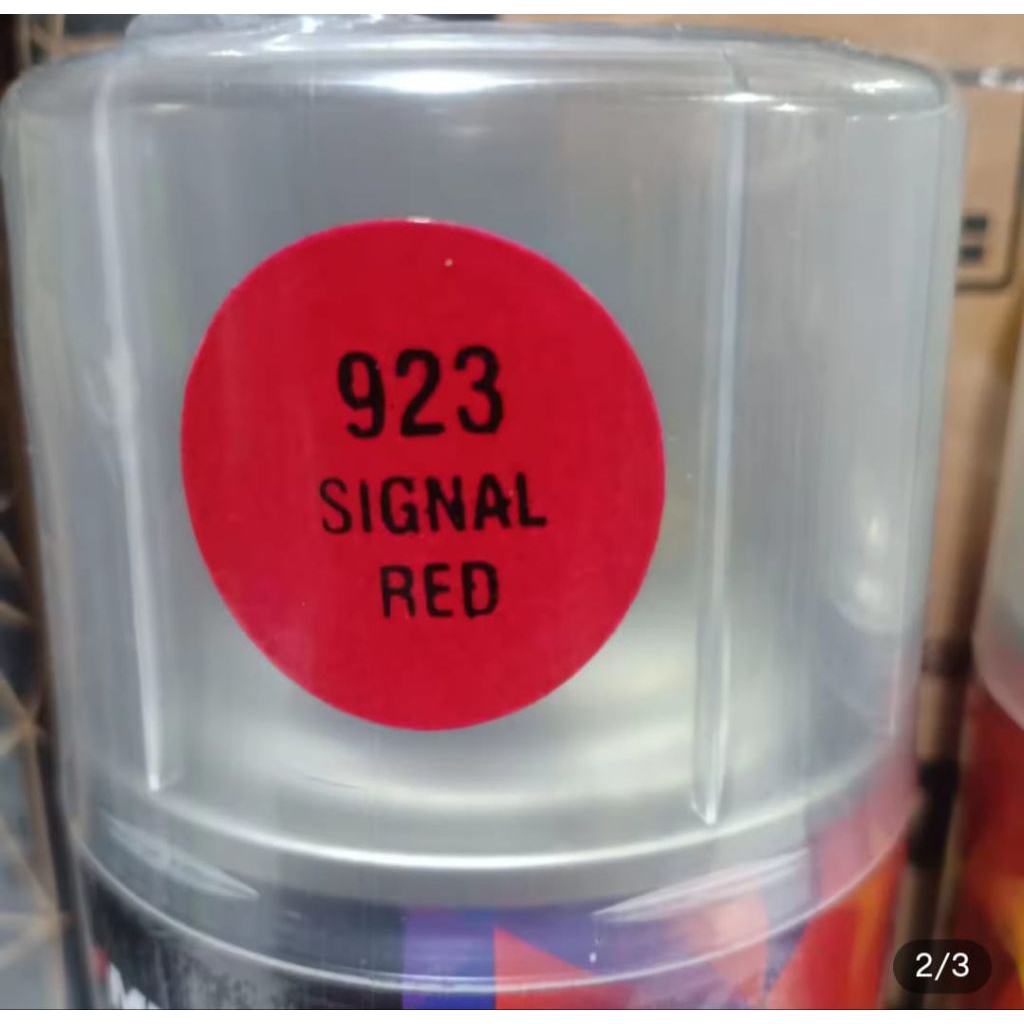 923
SIGNAL
RED
2/3